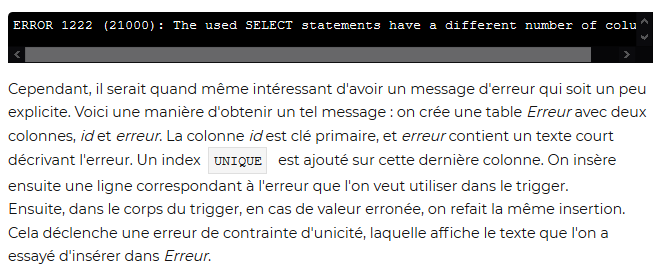 ERROR 1222 (21000): The used SELECT statements have a different number of colu
Cependant, il serait quand même intéressant d'avoir un message d'erreur qui soit un peu
explicite. Voici une manière d'obtenir un tel message : on crée une table Erreur avec deux
colonnes, id et erreur. La colonne id est clé primaire, et erreur contient un texte court
décrivant l'erreur. Un index UNIQUE est ajouté sur cette dernière colonne. On insère
ensuite une ligne correspondant à l'erreur que l'on veut utiliser dans le trigger.
Ensuite, dans le corps du trigger, en cas de valeur erronée, on refait la même insertion.
Cela déclenche une erreur de contrainte d'unicité, laquelle affiche le texte que l'on a
essayé d'insérer dans Erreur.